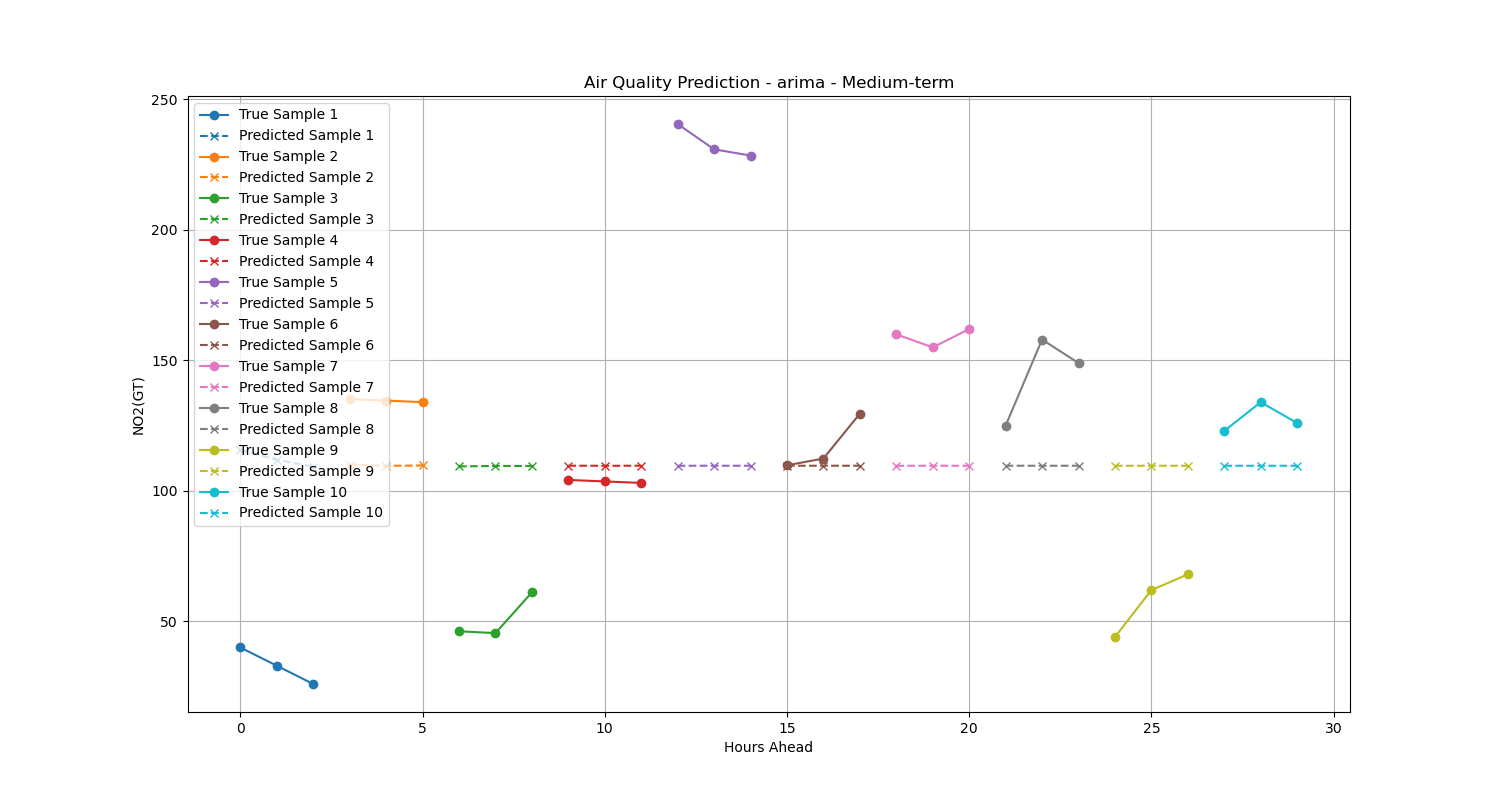 Air Quality Prediction - arima - Medium-term
250
200
150
100
50
NO2(GT)
True Sample 1
Predicted Sample 1
True Sample 2
Predicted Sample 2
True Sample 3
Predicted Sample 3
True Sample 4
Predicted Sample 4
True Sample 5
Predicted Sample 5
True Sample 6
Predicted Sample 6
True Sample 7
Predicted Sample 7
True Sample 8
Predicted Sample 8
True Sample 9
Predicted Sample 9
True Sample 10
Predicted Sample 10
0 5 10 15 20 25 30
Hours Ahead